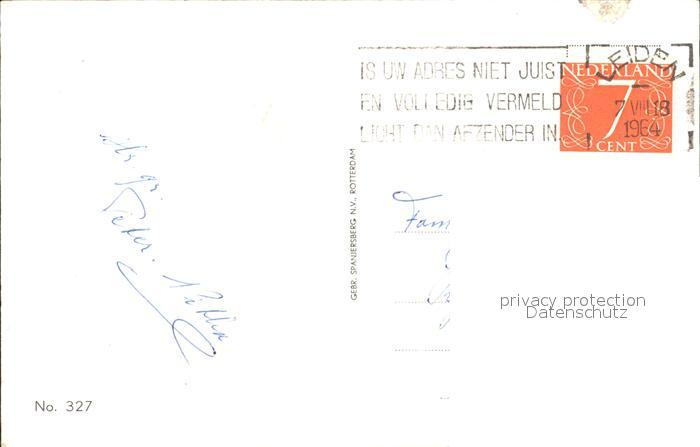 IS UW ADRES NIET JUIST
EN VOLLEDIG VERMELD
LICHT DAN AFZENDER IN
LEIDEN
7 VIII 18
1964
NEDERLAND
7
CENT
GEBR. SPANJERSBERG N.V., ROTTERDAM
Fam
privacy protection
Datenschutz
No. 327